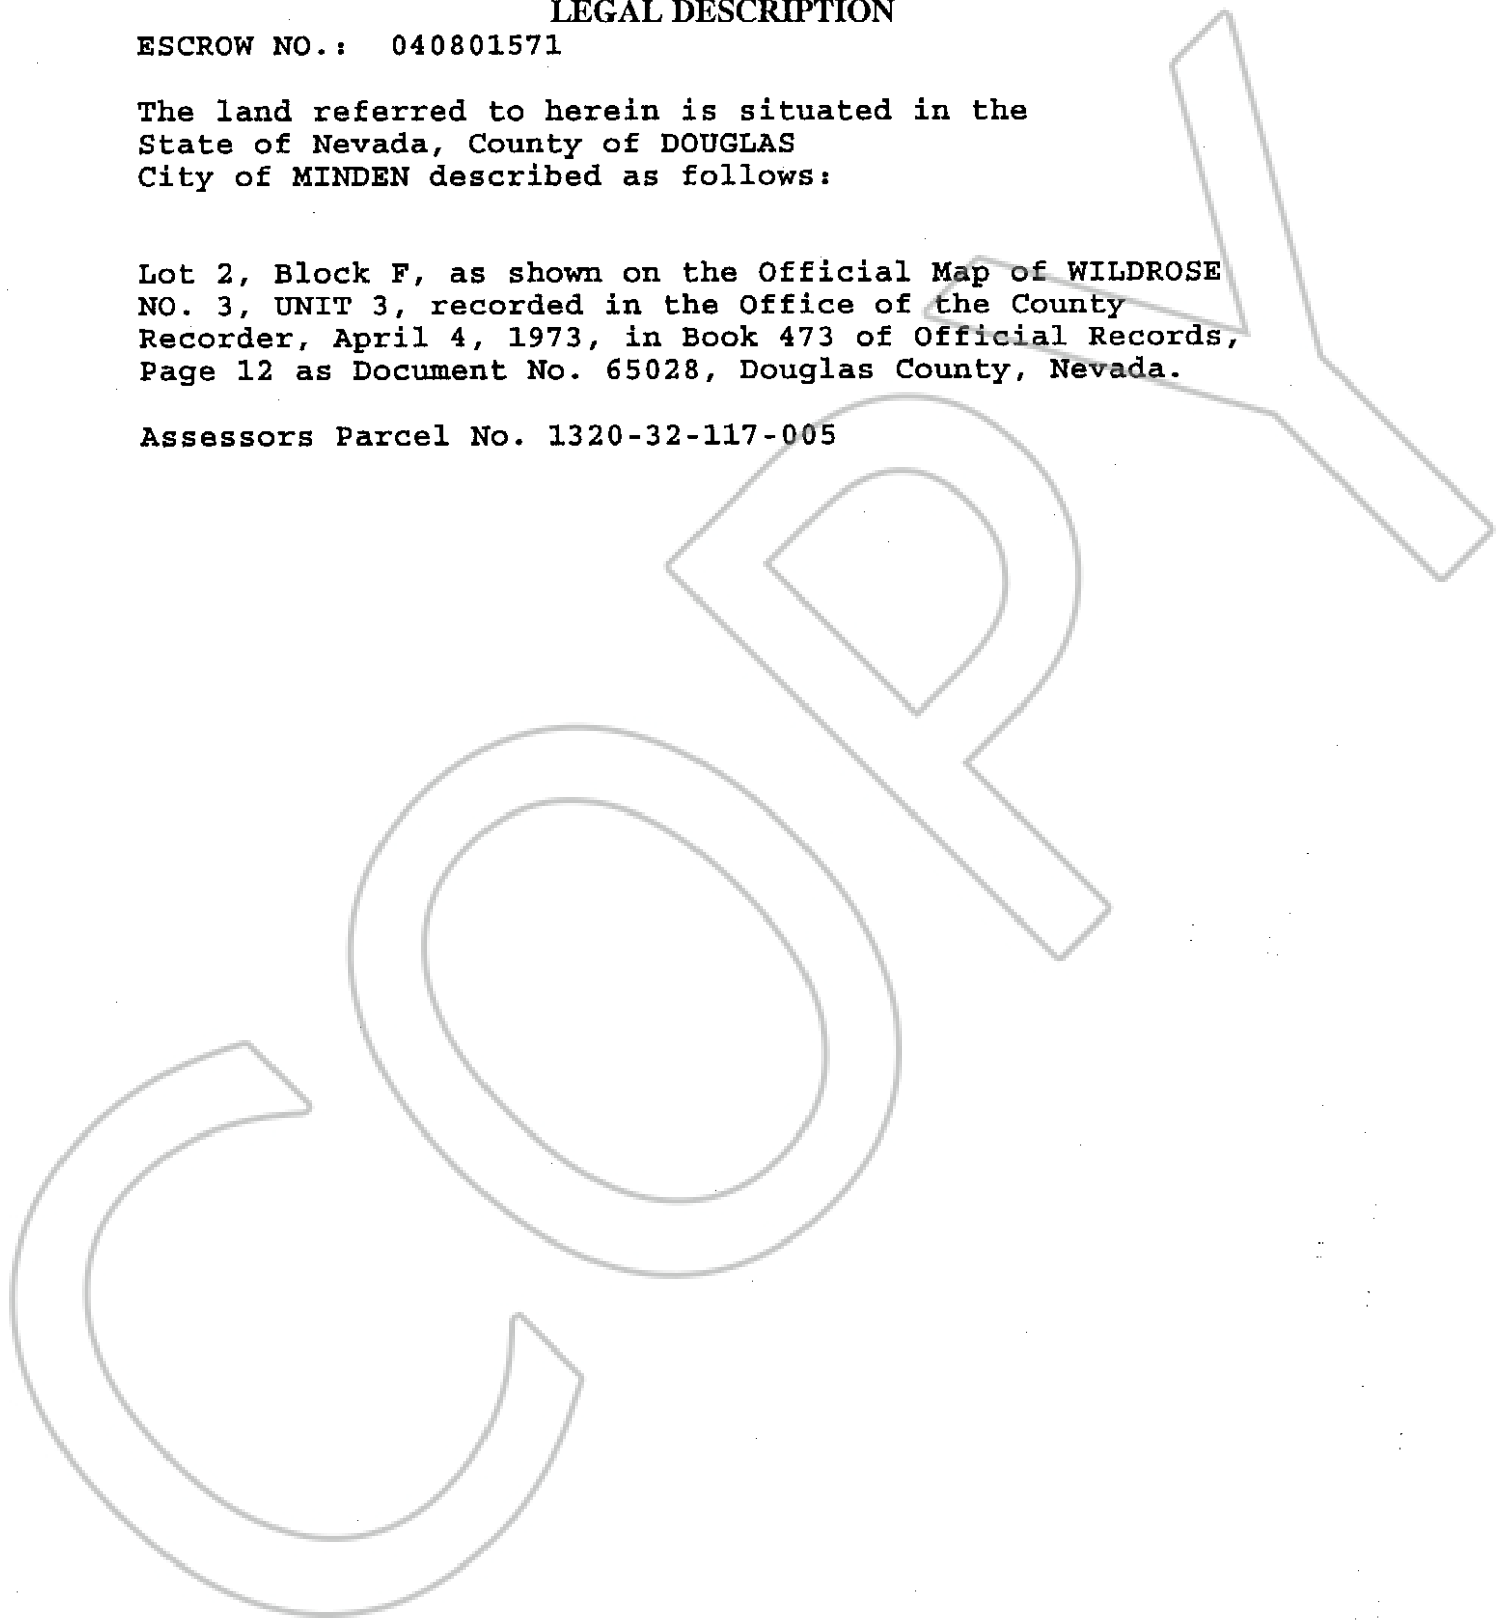 LEGAL DESCRIPTION
ESCROW NO.: 040801571
The land referred to herein is situated in the
State of Nevada, County of DOUGLAS
City of MINDEN described as follows:
Lot 2, Block F, as shown on the Official Map of WILDROSE
NO. 3, UNIT 3, recorded in the Office of the County
Recorder, April 4, 1973, in Book 473 of Official Records,
Page 12 as Document No. 65028, Douglas County, Nevada.
Assessors Parcel No. 1320-32-117-005
COPY